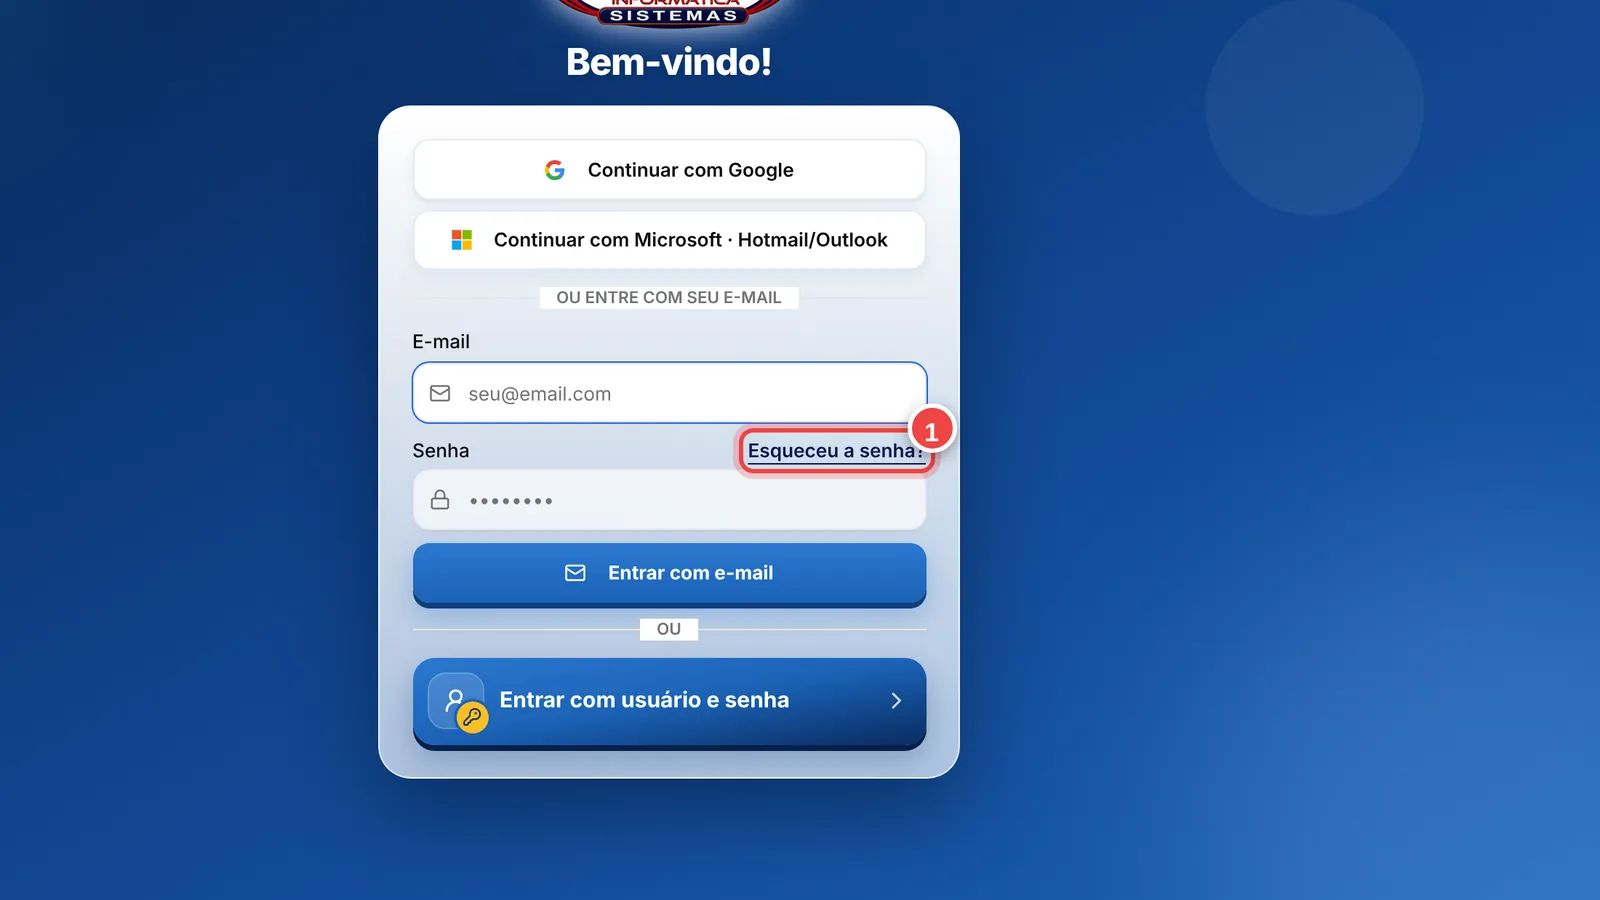 INFORMÁTICA
SISTEMAS
Bem-vindo!
Continuar com Google
Continuar com Microsoft · Hotmail/Outlook
OU ENTRE COM SEU E-MAIL
E-mail
seu@email.com
1
Senha
Esqueceu a senha?
Entrar com e-mail
OU
Entrar com usuário e senha